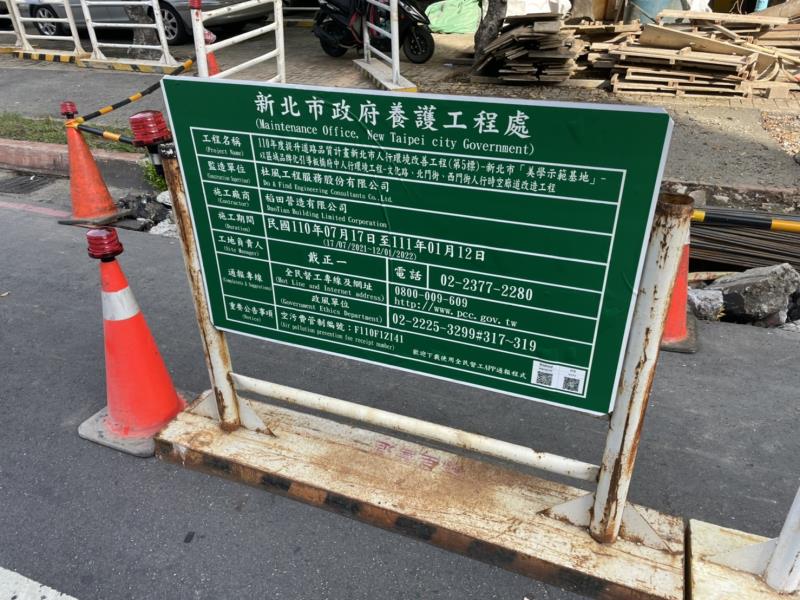 新北市政府養護工程處
(Maintenance Office, New Taipei city Government)
工程名稱
(Project Name)
110年度提升道路品質計畫新北市人行環境改善工程(第5標)-新北市「美學示範基地」-
以區域品牌化引導板橋府中人行環境工程-文化路、北門街、西門街人行時空廊道改造工程
監造單位
社風工程服務股份有限公司
Do & Find Engineering Consultants Co., Ltd.
施工廠商
(Contractor)
稻田營造有限公司
DaoTian Building Limited Corporation
施工期間
(Duration)
民國110年07月17日至111年01月12日
(17/07/2021~12/01/2022)
工地負責人
(Site Manager)
戴正一
電話
02-2377-2280
通報專線
(Complaints & Suggestions)
全民督工專線及網址
(Hot Line and Internet address)
0800-009-609
http://www.pcc.gov.tw
政風單位
(Government Ethics Department)
02-2225-3299#317~319
重要公告事項
(Notice)
空污費管制編號：F110F1Z141
(Air pollution prevention fee receipt number)
歡迎下載使用全民督工APP通報程式